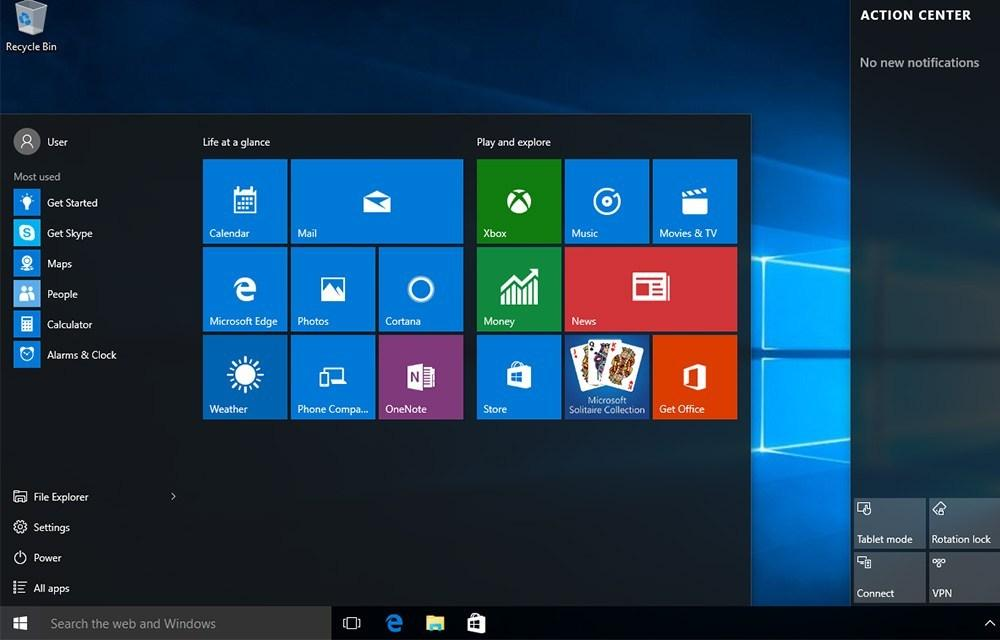 Recycle Bin
ACTION CENTER
No new notifications
User
Most used
Get Started
Get Skype
Maps
People
Calculator
Alarms & Clock
File Explorer
Settings
Power
All apps
Life at a glance
Calendar
Mail
Microsoft Edge
Photos
Cortana
Weather
Phone Compa...
OneNote
Play and explore
Xbox
Music
Movies & TV
Money
News
Store
Microsoft
Solitaire Collection
Get Office
Tablet mode
Rotation lock
Connect
VPN
Search the web and Windows